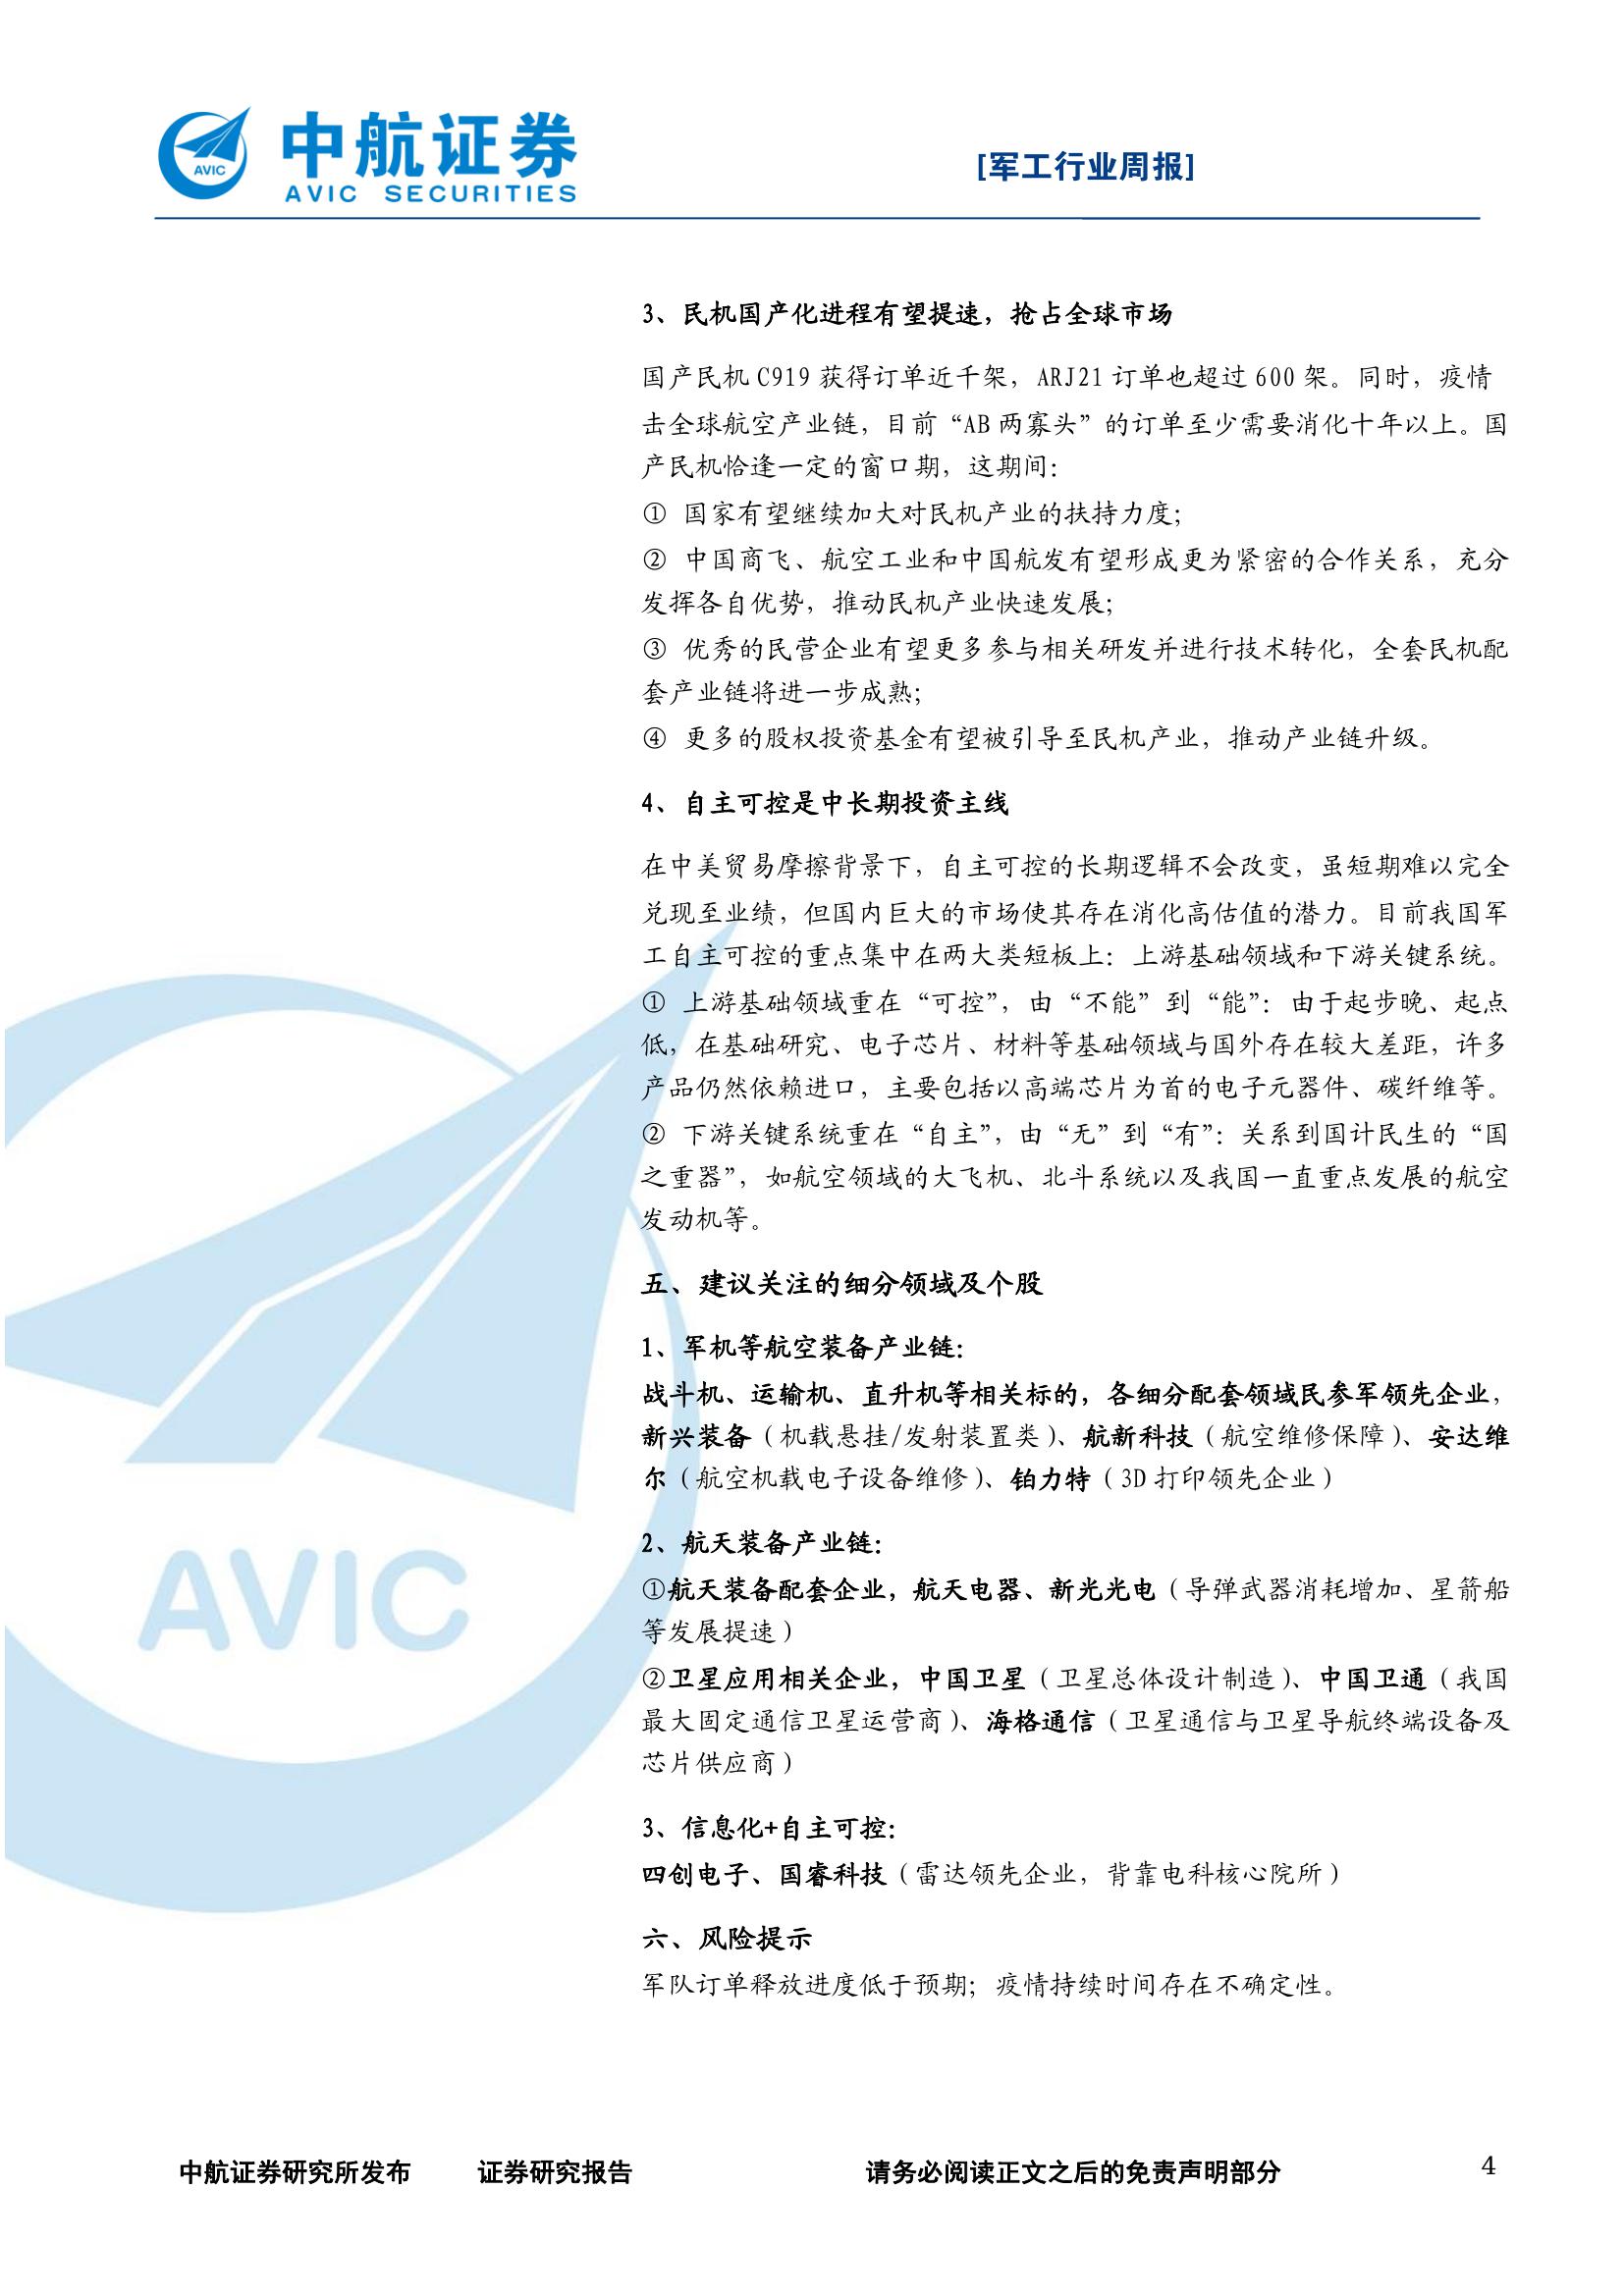 中航证券
AVIC SECURITIES
AVIC
[军工行业周报]
3、民机国产化进程有望提速，抢占全球市场
国产民机 C919 获得订单近千架，ARJ21 订单也超过 600 架。同时，疫情
击全球航空产业链，目前“AB 两寡头”的订单至少需要消化十年以上。国
产民机恰逢一定的窗口期，这期间：
① 国家有望继续加大对民机产业的扶持力度；
② 中国商飞、航空工业和中国航发有望形成更为紧密的合作关系，充分
发挥各自优势，推动民机产业快速发展；
③ 优秀的民营企业有望更多参与相关研发并进行技术转化，全套民机配
套产业链将进一步成熟；
④ 更多的股权投资基金有望被引导至民机产业，推动产业链升级。
4、自主可控是中长期投资主线
在中美贸易摩擦背景下，自主可控的长期逻辑不会改变，虽短期难以完全
兑现至业绩，但国内巨大的市场使其存在消化高估值的潜力。目前我国军
工自主可控的重点集中在两大类短板上：上游基础领域和下游关键系统。
① 上游基础领域重在“可控”，由“不能”到“能”：由于起步晚、起点
低，在基础研究、电子芯片、材料等基础领域与国外存在较大差距，许多
产品仍然依赖进口，主要包括以高端芯片为首的电子元器件、碳纤维等。
② 下游关键系统重在“自主”，由“无”到“有”：关系到国计民生的“国
之重器”，如航空领域的大飞机、北斗系统以及我国一直重点发展的航空
发动机等。
五、建议关注的细分领域及个股
1、军机等航空装备产业链：
战斗机、运输机、直升机等相关标的，各细分配套领域民参军领先企业，
新兴装备（机载悬挂/发射装置类）、航新科技（航空维修保障）、安达维
尔（航空机载电子设备维修）、铂力特（3D 打印领先企业）
2、航天装备产业链：
①航天装备配套企业，航天电器、新光光电（导弹武器消耗增加、星箭船
等发展提速）
②卫星应用相关企业，中国卫星（卫星总体设计制造）、中国卫通（我国
最大固定通信卫星运营商）、海格通信（卫星通信与卫星导航终端设备及
芯片供应商）
3、信息化+自主可控：
四创电子、国睿科技（雷达领先企业，背靠电科核心院所）
六、风险提示
军队订单释放进度低于预期；疫情持续时间存在不确定性。
AVIC
中航证券研究所发布 证券研究报告 请务必阅读正文之后的免责声明部分 4